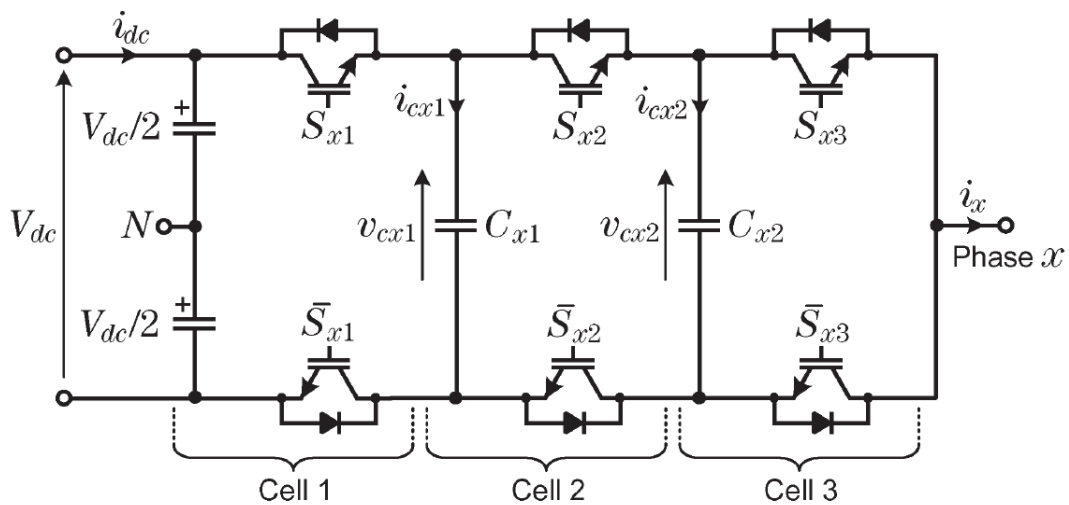 i_dc
S_x1
S_x2
S_x3
+
V_dc/2
i_cx1
i_cx2
V_dc
N
v_cx1
C_x1
v_cx2
C_x2
i_x
Phase x
+
V_dc/2
S̄_x1
S̄_x2
S̄_x3
Cell 1
Cell 2
Cell 3